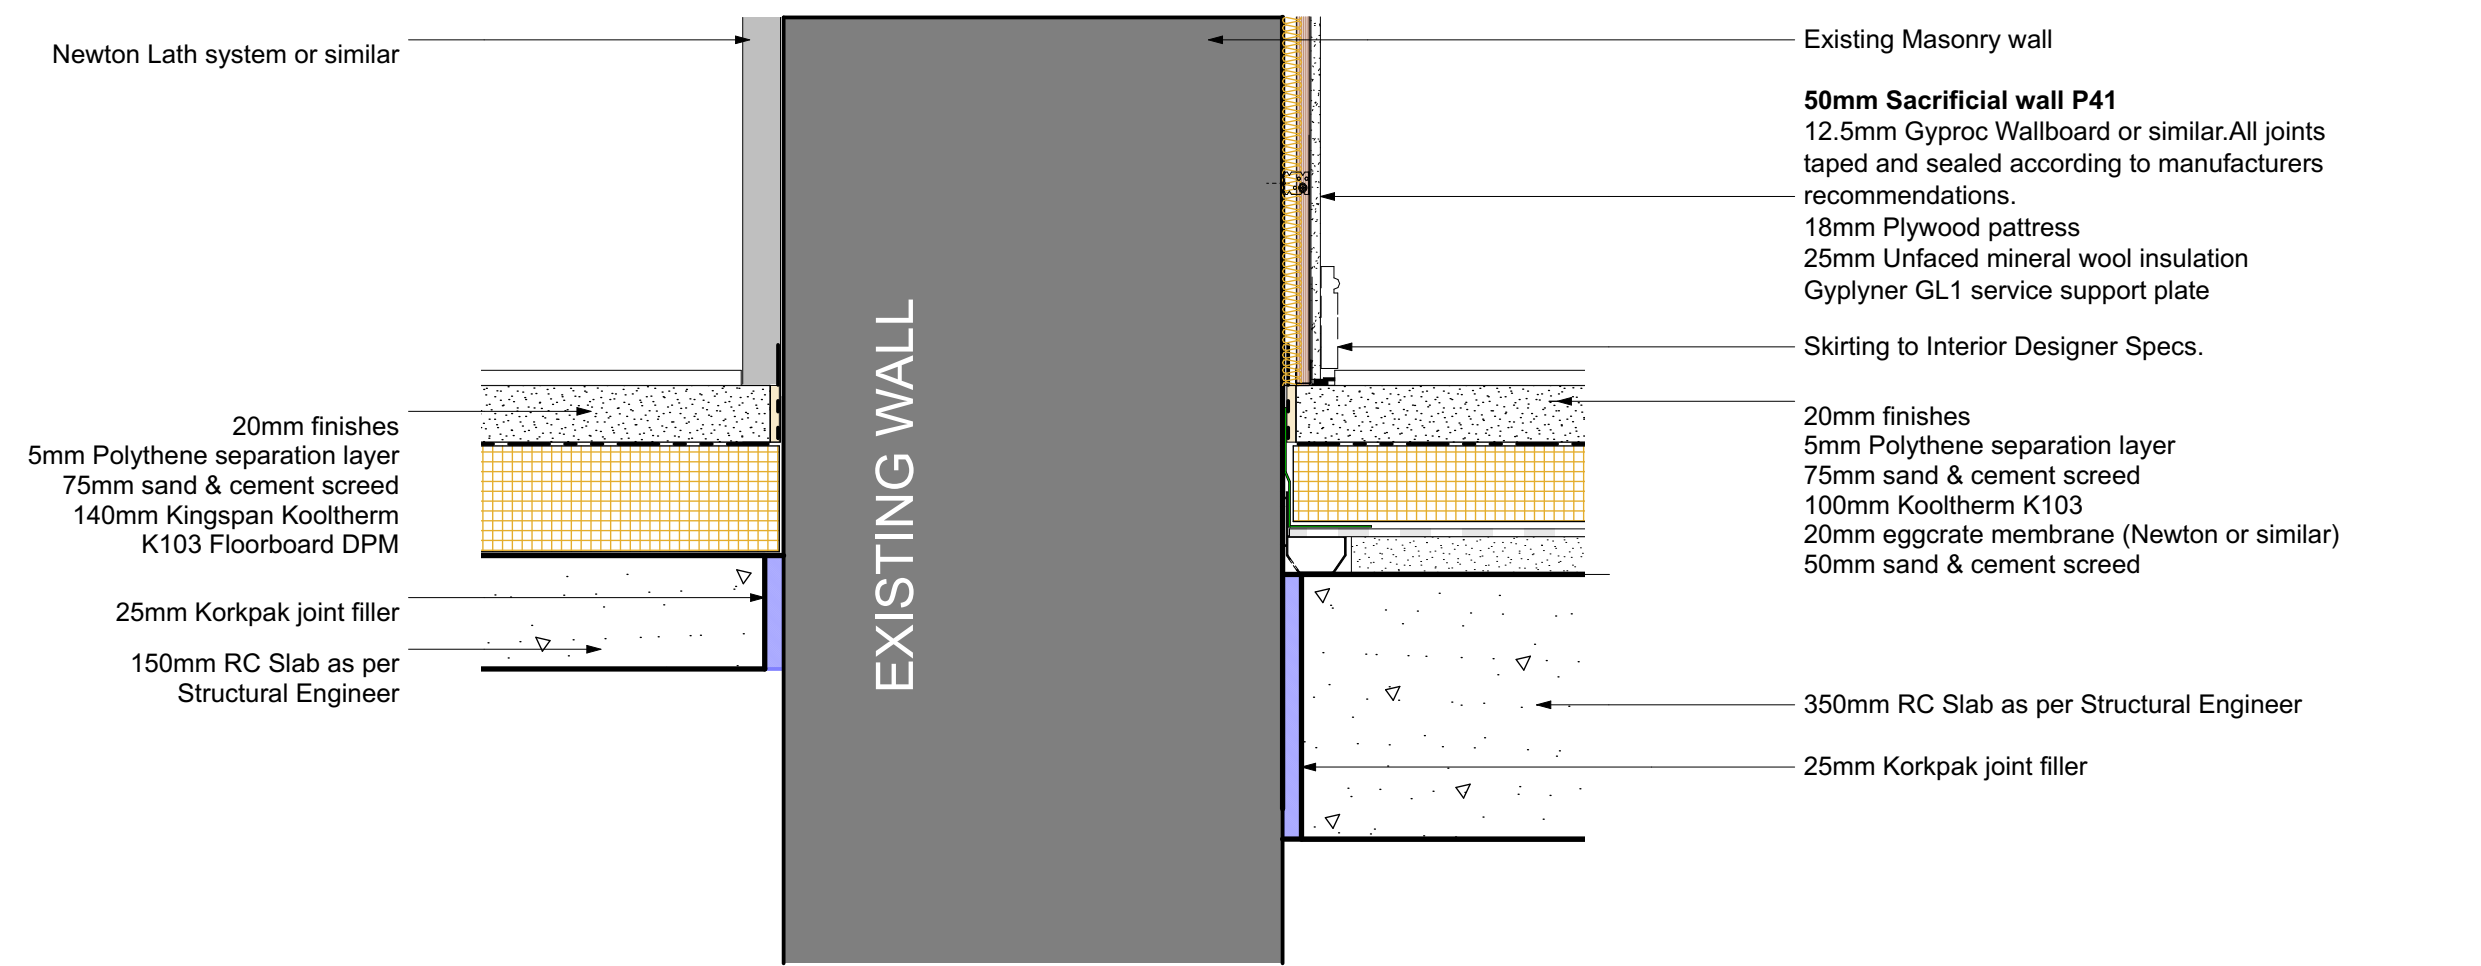 Newton Lath system or similar
20mm finishes
5mm Polythene separation layer
75mm sand & cement screed
140mm Kingspan Kooltherm
K103 Floorboard DPM
25mm Korkpak joint filler
150mm RC Slab as per
Structural Engineer
EXISTING WALL
Existing Masonry wall
50mm Sacrificial wall P41
12.5mm Gyproc Wallboard or similar.All joints
taped and sealed according to manufacturers
recommendations.
18mm Plywood pattress
25mm Unfaced mineral wool insulation
Gyplyner GL1 service support plate
Skirting to Interior Designer Specs.
20mm finishes
5mm Polythene separation layer
75mm sand & cement screed
100mm Kooltherm K103
20mm eggcrate membrane (Newton or similar)
50mm sand & cement screed
350mm RC Slab as per Structural Engineer
25mm Korkpak joint filler